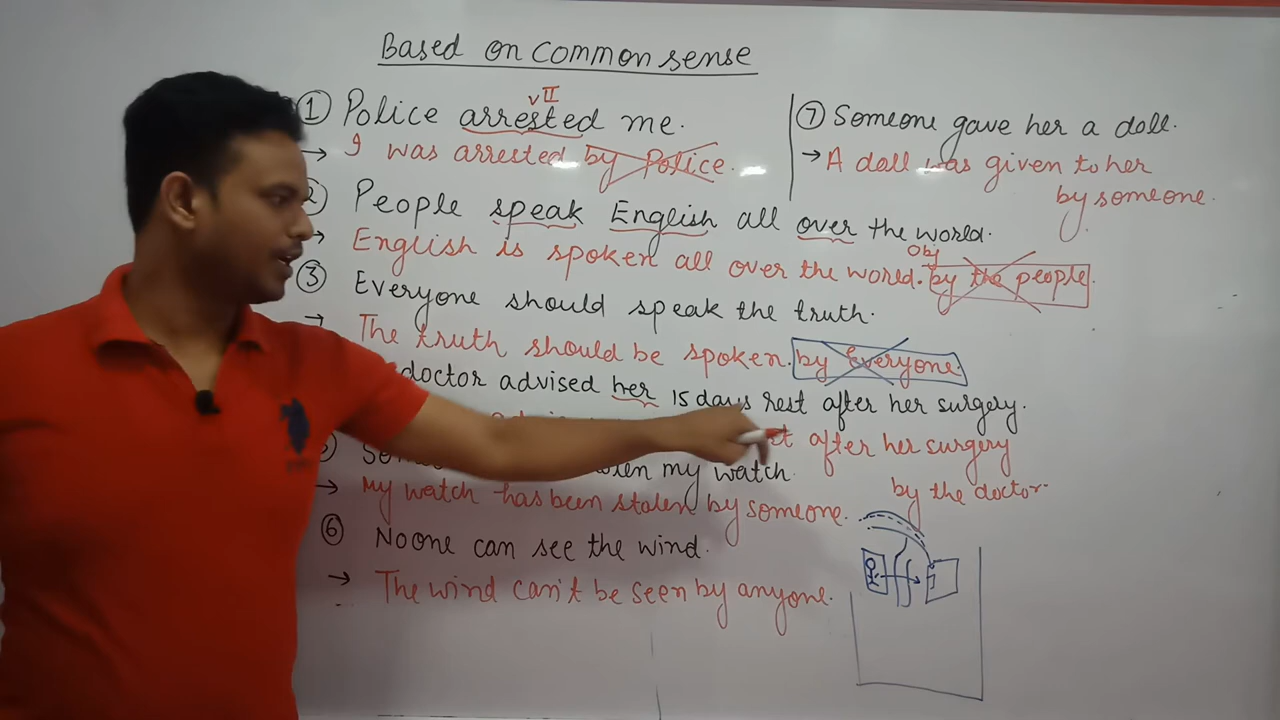 Based on Common sense
① Police arrested me.
V II
→ I was arrested by Police.
② People speak English all over the world.
English is spoken all over the world. by the people.
Obj
③ Everyone should speak the truth.
→ The truth should be spoken. by Everyone.
doctor advised her 15 days rest after her surgery.
after her surgery
by the doctor.
my watch.
→ My watch has been stolen by someone.
⑥ Noone can see the wind.
→ The wind can't be seen by anyone.
⑦ Someone gave her a doll.
→ A doll was given to her
by someone.